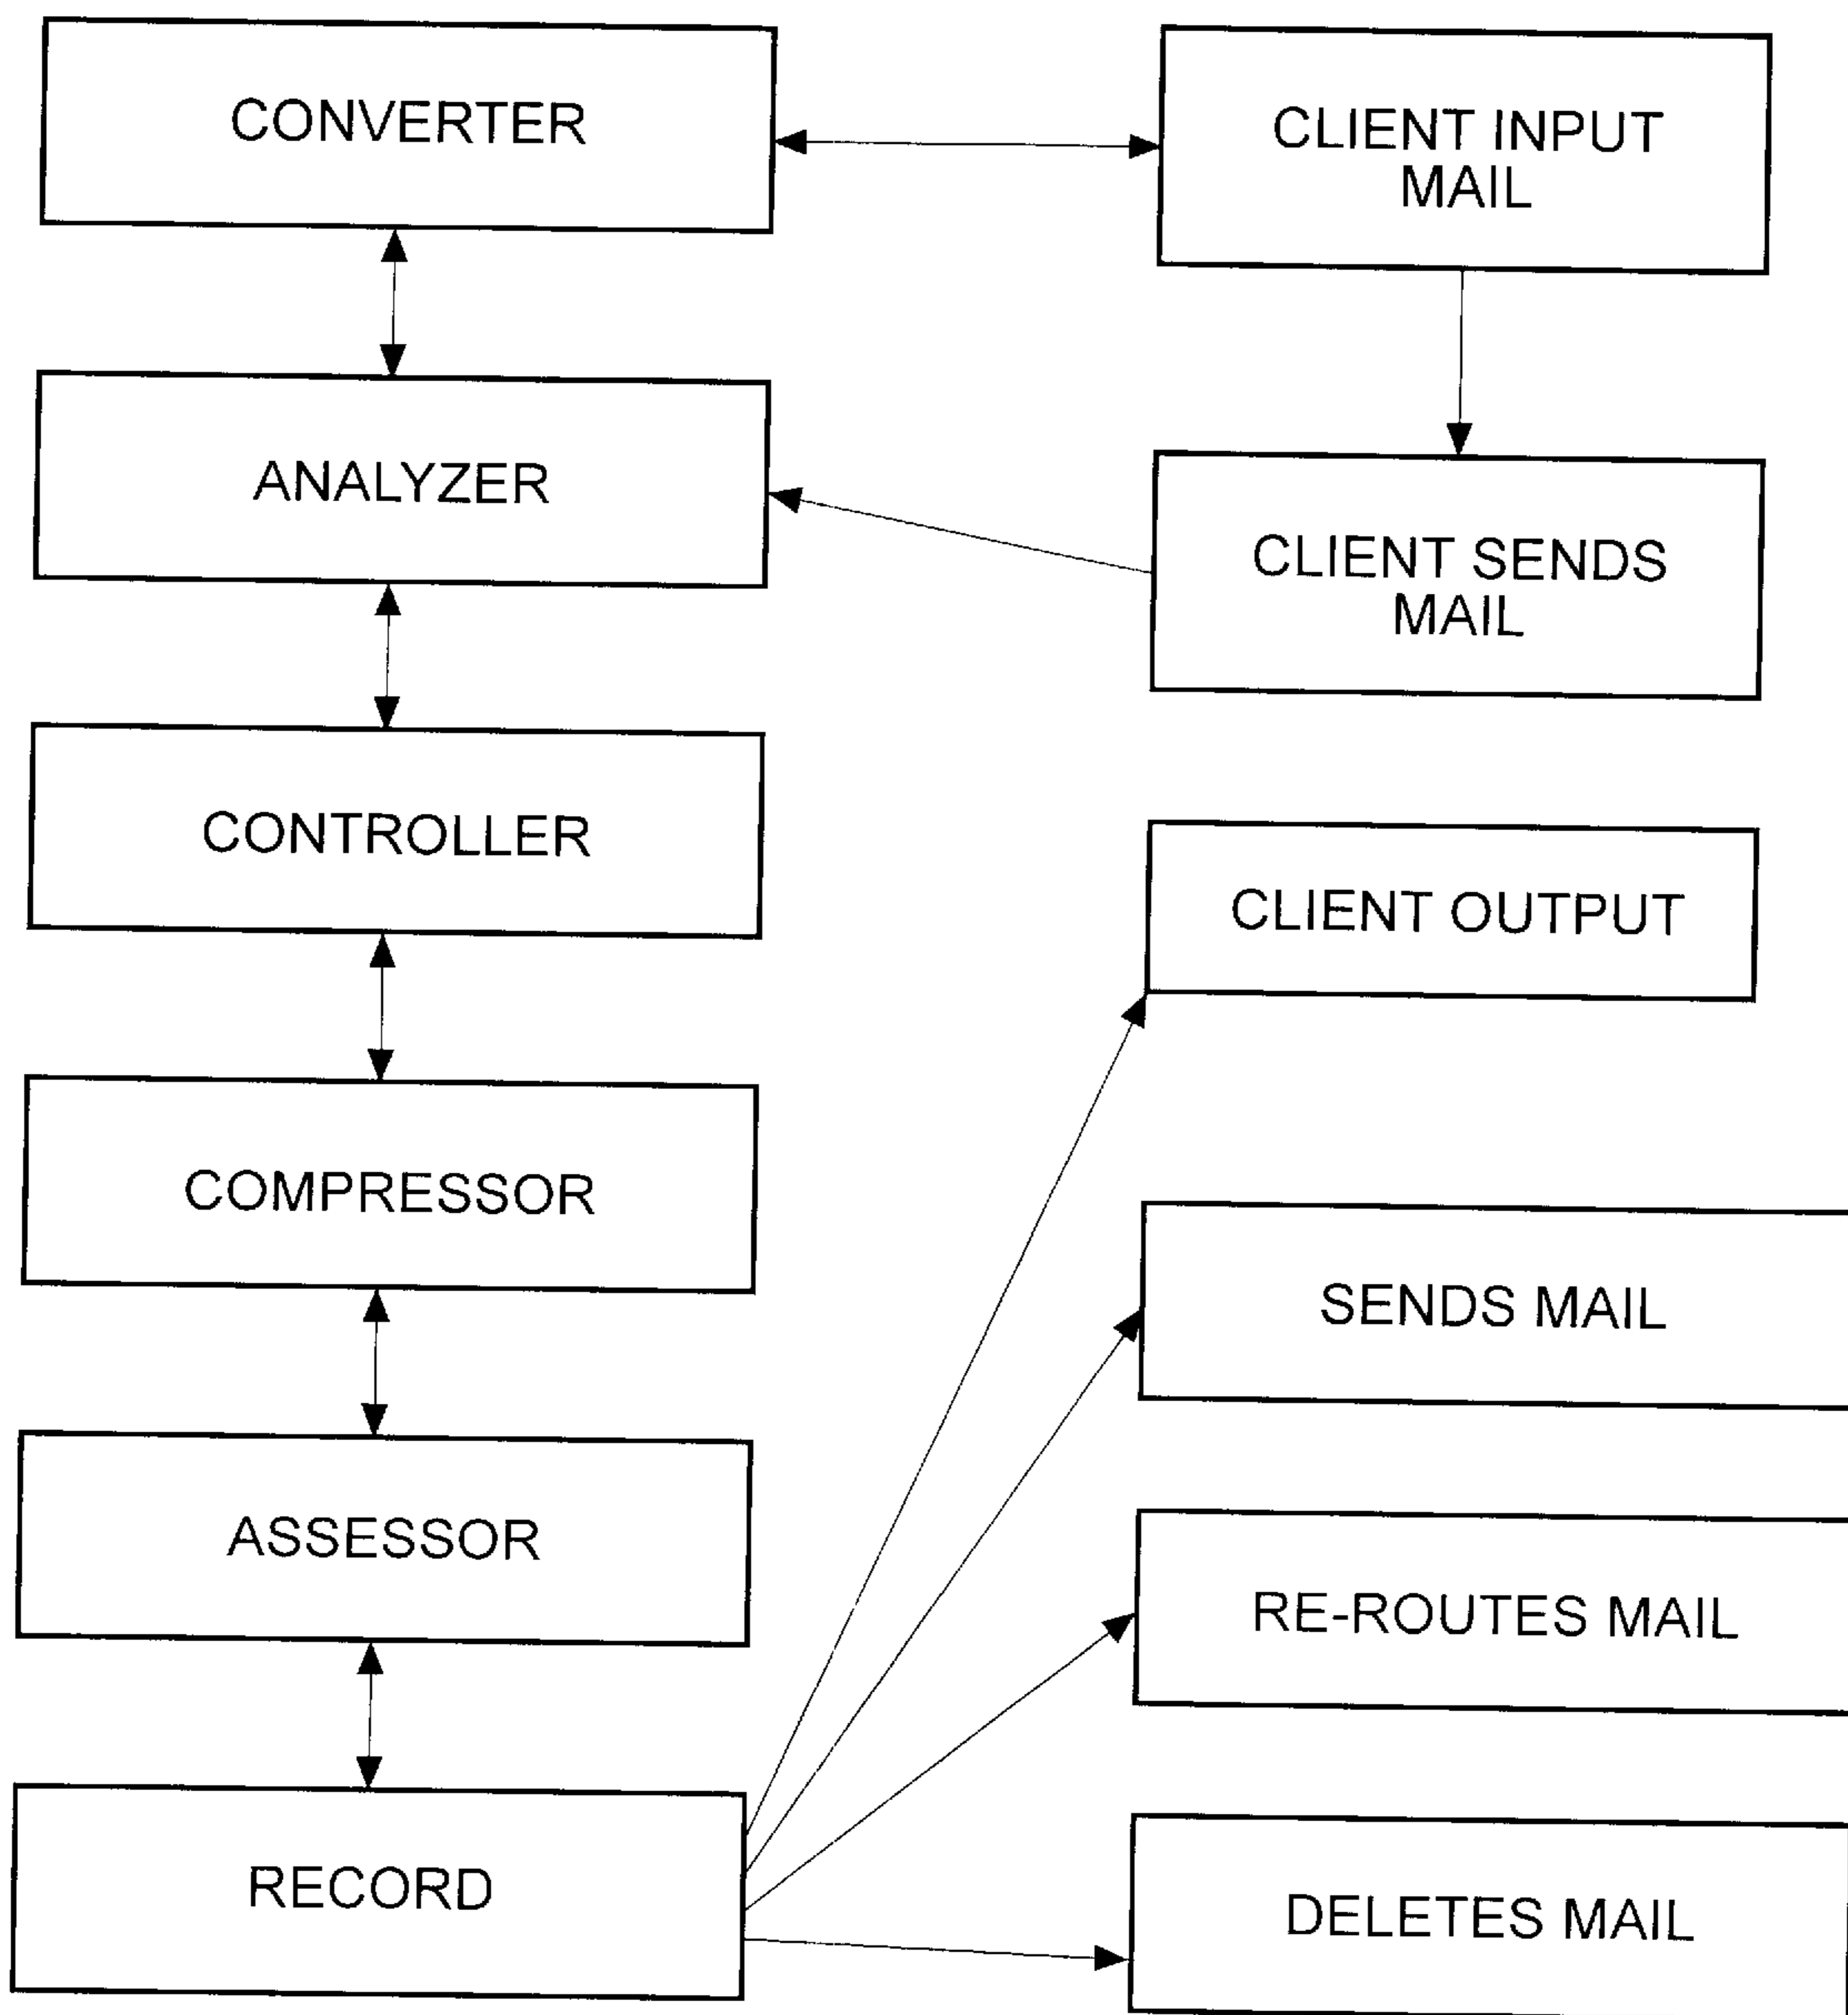 CONVERTER
CLIENT INPUT
MAIL
ANALYZER
CLIENT SENDS
MAIL
CONTROLLER
CLIENT OUTPUT
COMPRESSOR
SENDS MAIL
ASSESSOR
RE-ROUTES MAIL
RECORD
DELETES MAIL